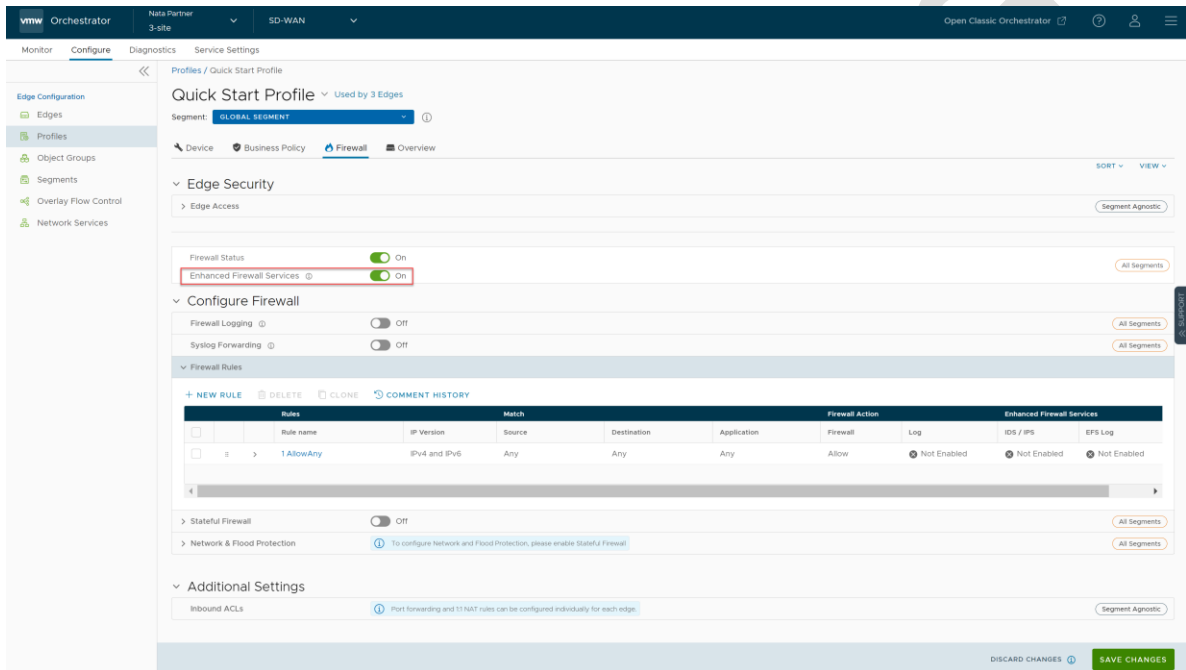 vmw Orchestrator
Nata Partner
3-site
SD-WAN
Open Classic Orchestrator
Monitor Configure Diagnostics Service Settings
Profiles / Quick Start Profile
Edge Configuration
Edges
Profiles
Object Groups
Segments
Overlay Flow Control
Network Services
Quick Start Profile Used by 3 Edges
Segment: GLOBAL SEGMENT
Device Business Policy Firewall Overview
SORT VIEW
Edge Security
Edge Access Segment Agnostic
Firewall Status On
Enhanced Firewall Services On
All Segments
Configure Firewall
Firewall Logging Off All Segments
Syslog Forwarding Off All Segments
Firewall Rules
+ NEW RULE DELETE CLONE COMMENT HISTORY
Rules Match Firewall Action Enhanced Firewall Services
Rule name IP Version Source Destination Application Firewall Log IDS / IPS EFS Log
1 AllowAny IPv4 and IPv6 Any Any Any Allow Not Enabled Not Enabled Not Enabled
Stateful Firewall Off All Segments
Network & Flood Protection To configure Network and Flood Protection, please enable Stateful Firewall All Segments
Additional Settings
Inbound ACLs Port forwarding and 1:1 NAT rules can be configured individually for each edge. Segment Agnostic
DISCARD CHANGES SAVE CHANGES
SUPPORT